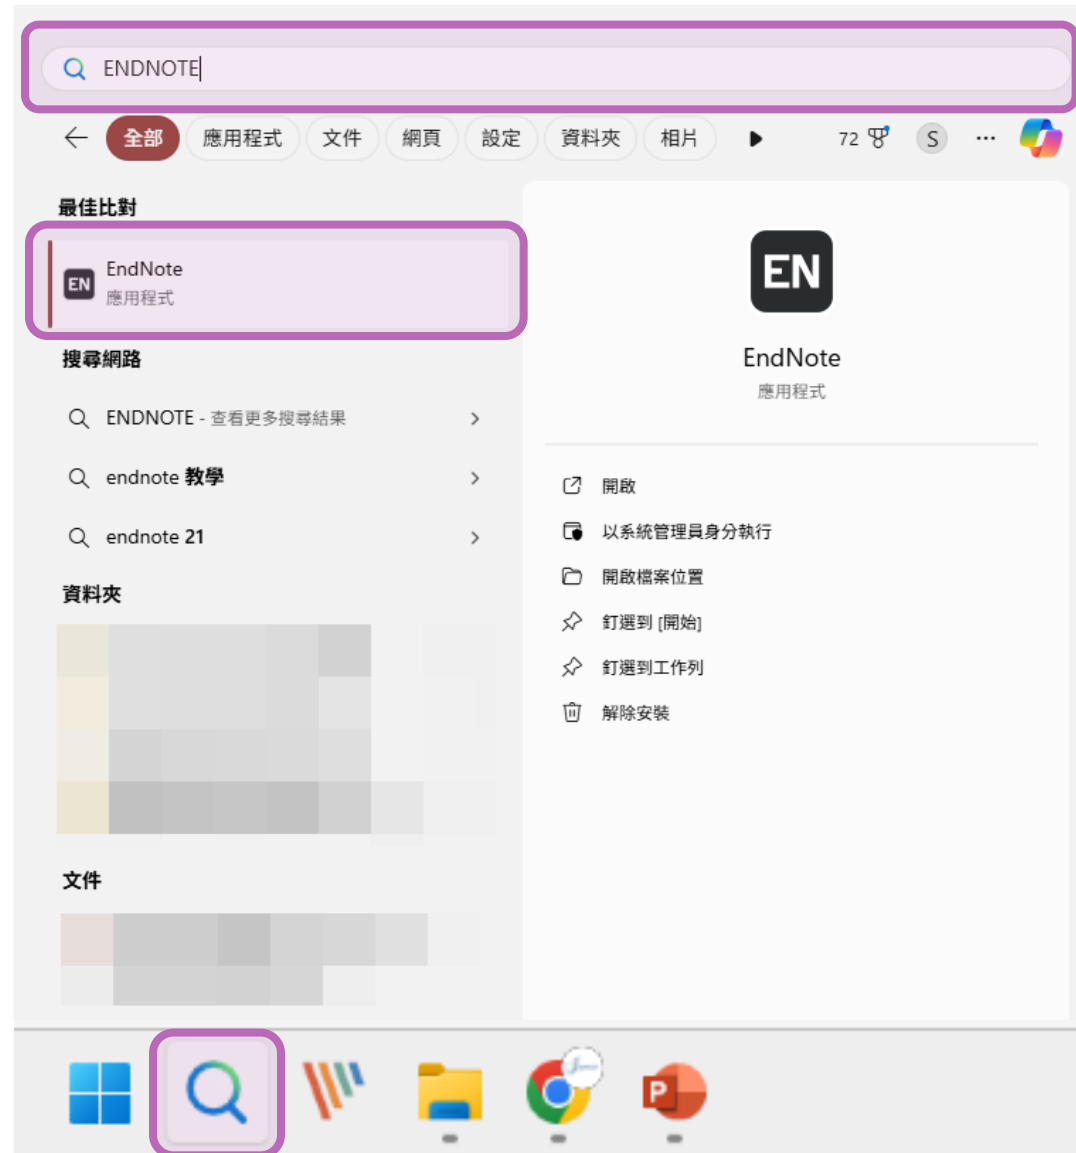 ENDNOTE
全部 應用程式 文件 網頁 設定 資料夾 相片 72 S
最佳比對
EN EndNote
應用程式
搜尋網路
ENDNOTE - 查看更多搜尋結果
endnote 教學
endnote 21
資料夾
文件
EN
EndNote
應用程式
開啟
以系統管理員身分執行
開啟檔案位置
釘選到 [開始]
釘選到工作列
解除安裝
P